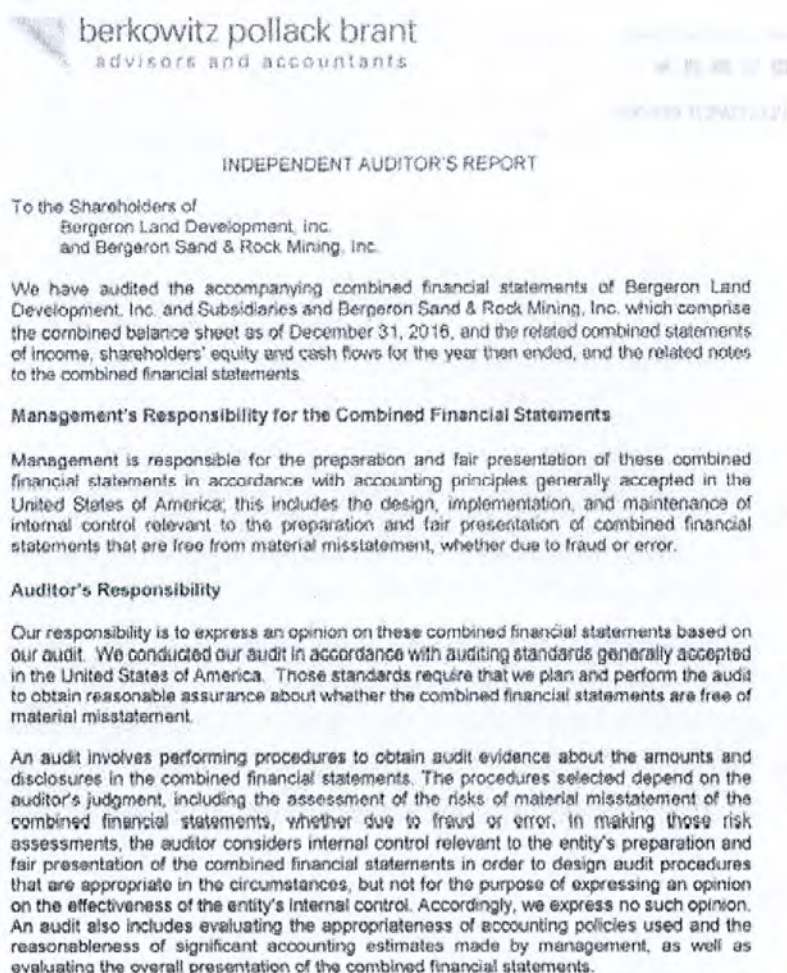 berkowitz pollack brant
advisors and accountants
INDEPENDENT AUDITOR'S REPORT
To the Shareholders of
Bergeron Land Development, Inc.
and Bergeron Sand & Rock Mining, Inc.
We have audited the accompanying combined financial statements of Bergeron Land
Development, Inc. and Subsidiaries and Bergeron Sand & Rock Mining, Inc. which comprise
the combined balance sheet as of December 31, 2016, and the related combined statements
of income, shareholders' equity and cash flows for the year then ended, and the related notes
to the combined financial statements.
Management's Responsibility for the Combined Financial Statements
Management is responsible for the preparation and fair presentation of these combined
financial statements in accordance with accounting principles generally accepted in the
United States of America; this includes the design, implementation, and maintenance of
internal control relevant to the preparation and fair presentation of combined financial
statements that are free from material misstatement, whether due to fraud or error.
Auditor's Responsibility
Our responsibility is to express an opinion on these combined financial statements based on
our audit. We conducted our audit in accordance with auditing standards generally accepted
in the United States of America. Those standards require that we plan and perform the audit
to obtain reasonable assurance about whether the combined financial statements are free of
material misstatement.
An audit involves performing procedures to obtain audit evidence about the amounts and
disclosures in the combined financial statements. The procedures selected depend on the
auditor's judgment, including the assessment of the risks of material misstatement of the
combined financial statements, whether due to fraud or error. In making those risk
assessments, the auditor considers internal control relevant to the entity's preparation and
fair presentation of the combined financial statements in order to design audit procedures
that are appropriate in the circumstances, but not for the purpose of expressing an opinion
on the effectiveness of the entity's internal control. Accordingly, we express no such opinion.
An audit also includes evaluating the appropriateness of accounting policies used and the
reasonableness of significant accounting estimates made by management, as well as
evaluating the overall presentation of the combined financial statements.